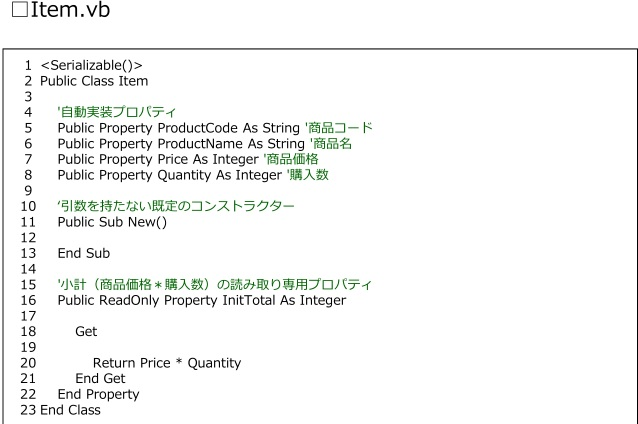 □Item.vb
1 <Serializable()>
2 Public Class Item
3
4 '自動実装プロパティ
5 Public Property ProductCode As String '商品コード
6 Public Property ProductName As String '商品名
7 Public Property Price As Integer '商品価格
8 Public Property Quantity As Integer '購入数
9
10 ‘引数を持たない既定のコンストラクター
11 Public Sub New()
12
13 End Sub
14
15 '小計（商品価格＊購入数）の読み取り専用プロパティ
16 Public ReadOnly Property InitTotal As Integer
17
18 Get
19
20 Return Price * Quantity
21 End Get
22 End Property
23 End Class